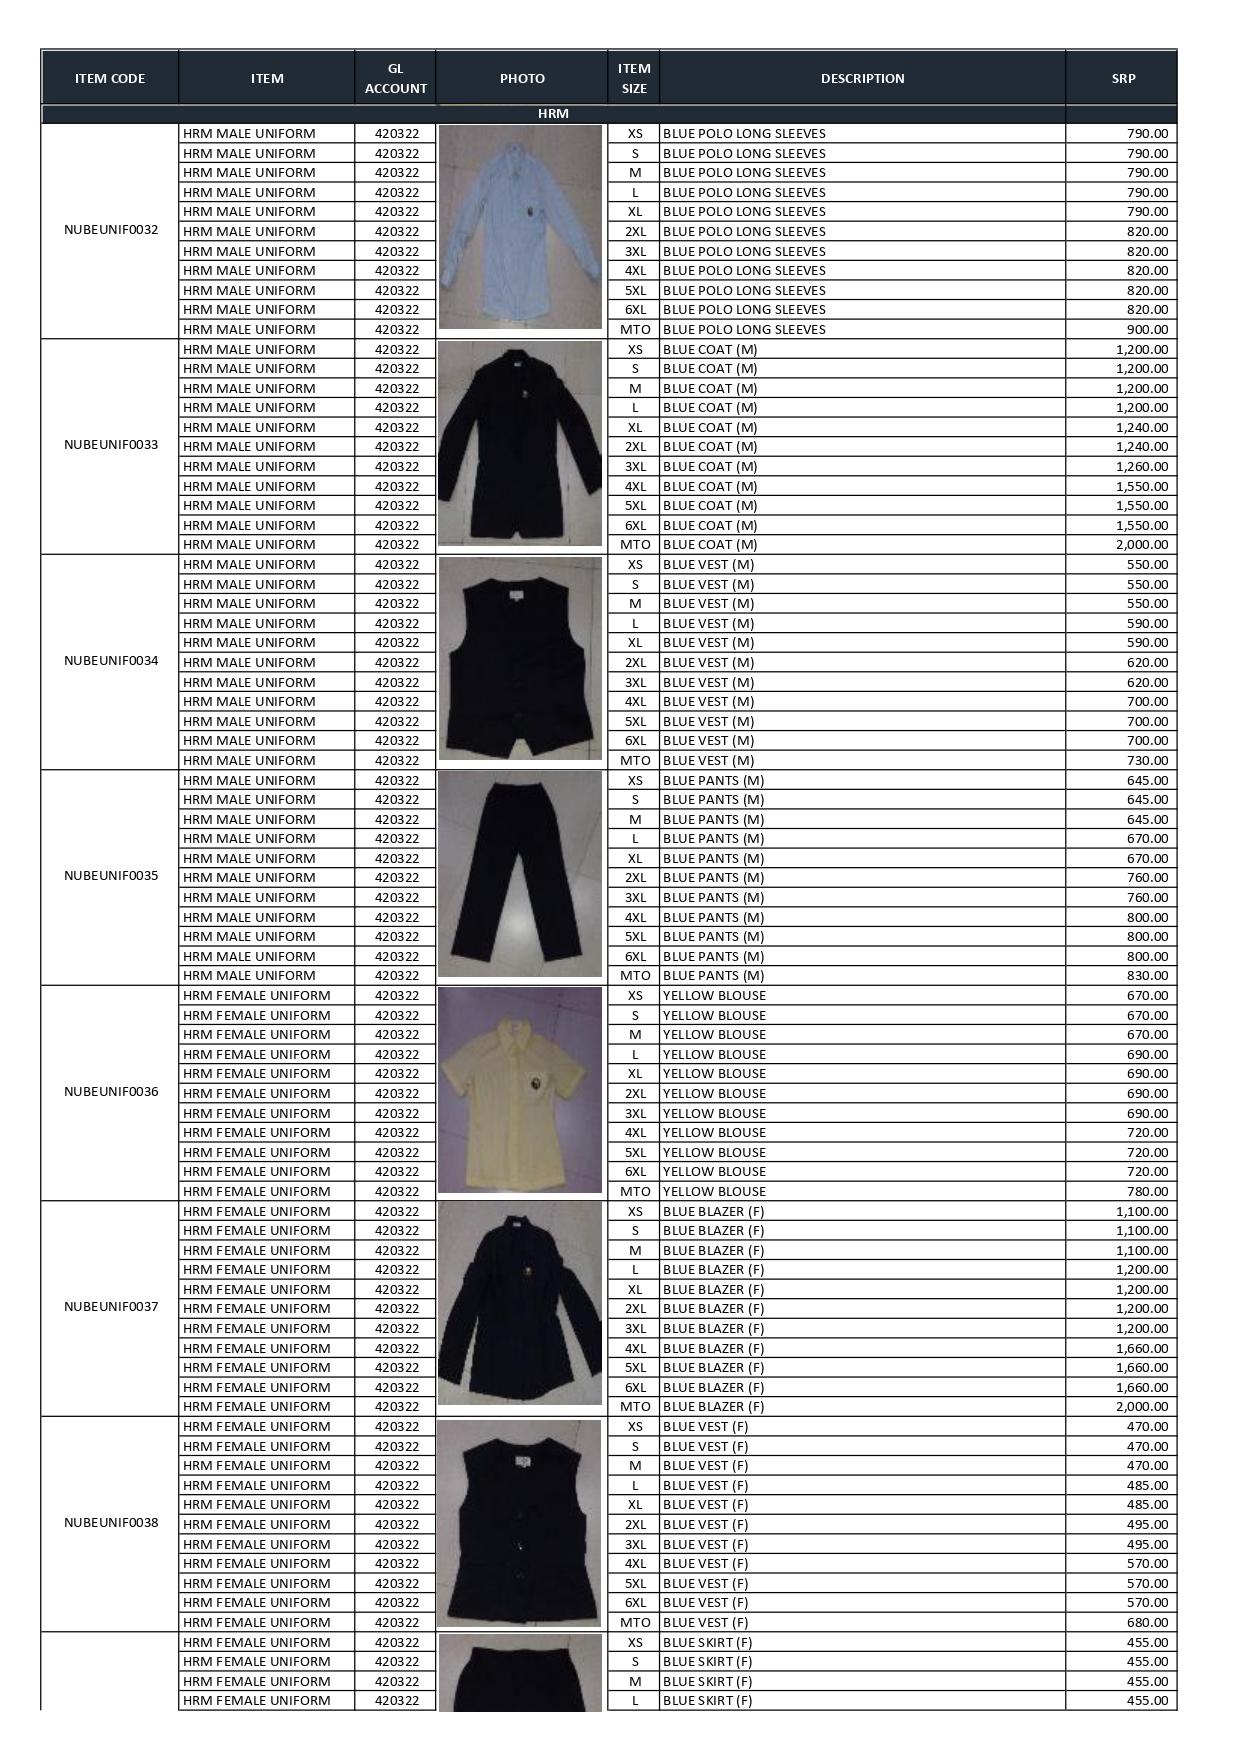 ITEM CODE ITEM GL ACCOUNT PHOTO ITEM SIZE DESCRIPTION SRP
HRM
NUBEUNIF0032
HRM MALE UNIFORM 420322 XS BLUE POLO LONG SLEEVES 790.00
HRM MALE UNIFORM 420322 S BLUE POLO LONG SLEEVES 790.00
HRM MALE UNIFORM 420322 M BLUE POLO LONG SLEEVES 790.00
HRM MALE UNIFORM 420322 L BLUE POLO LONG SLEEVES 790.00
HRM MALE UNIFORM 420322 XL BLUE POLO LONG SLEEVES 790.00
HRM MALE UNIFORM 420322 2XL BLUE POLO LONG SLEEVES 820.00
HRM MALE UNIFORM 420322 3XL BLUE POLO LONG SLEEVES 820.00
HRM MALE UNIFORM 420322 4XL BLUE POLO LONG SLEEVES 820.00
HRM MALE UNIFORM 420322 5XL BLUE POLO LONG SLEEVES 820.00
HRM MALE UNIFORM 420322 6XL BLUE POLO LONG SLEEVES 820.00
HRM MALE UNIFORM 420322 MTO BLUE POLO LONG SLEEVES 900.00
NUBEUNIF0033
HRM MALE UNIFORM 420322 XS BLUE COAT (M) 1,200.00
HRM MALE UNIFORM 420322 S BLUE COAT (M) 1,200.00
HRM MALE UNIFORM 420322 M BLUE COAT (M) 1,200.00
HRM MALE UNIFORM 420322 L BLUE COAT (M) 1,200.00
HRM MALE UNIFORM 420322 XL BLUE COAT (M) 1,240.00
HRM MALE UNIFORM 420322 2XL BLUE COAT (M) 1,240.00
HRM MALE UNIFORM 420322 3XL BLUE COAT (M) 1,260.00
HRM MALE UNIFORM 420322 4XL BLUE COAT (M) 1,550.00
HRM MALE UNIFORM 420322 5XL BLUE COAT (M) 1,550.00
HRM MALE UNIFORM 420322 6XL BLUE COAT (M) 1,550.00
HRM MALE UNIFORM 420322 MTO BLUE COAT (M) 2,000.00
NUBEUNIF0034
HRM MALE UNIFORM 420322 XS BLUE VEST (M) 550.00
HRM MALE UNIFORM 420322 S BLUE VEST (M) 550.00
HRM MALE UNIFORM 420322 M BLUE VEST (M) 550.00
HRM MALE UNIFORM 420322 L BLUE VEST (M) 590.00
HRM MALE UNIFORM 420322 XL BLUE VEST (M) 590.00
HRM MALE UNIFORM 420322 2XL BLUE VEST (M) 620.00
HRM MALE UNIFORM 420322 3XL BLUE VEST (M) 620.00
HRM MALE UNIFORM 420322 4XL BLUE VEST (M) 700.00
HRM MALE UNIFORM 420322 5XL BLUE VEST (M) 700.00
HRM MALE UNIFORM 420322 6XL BLUE VEST (M) 700.00
HRM MALE UNIFORM 420322 MTO BLUE VEST (M) 730.00
NUBEUNIF0035
HRM MALE UNIFORM 420322 XS BLUE PANTS (M) 645.00
HRM MALE UNIFORM 420322 S BLUE PANTS (M) 645.00
HRM MALE UNIFORM 420322 M BLUE PANTS (M) 645.00
HRM MALE UNIFORM 420322 L BLUE PANTS (M) 670.00
HRM MALE UNIFORM 420322 XL BLUE PANTS (M) 670.00
HRM MALE UNIFORM 420322 2XL BLUE PANTS (M) 760.00
HRM MALE UNIFORM 420322 3XL BLUE PANTS (M) 760.00
HRM MALE UNIFORM 420322 4XL BLUE PANTS (M) 800.00
HRM MALE UNIFORM 420322 5XL BLUE PANTS (M) 800.00
HRM MALE UNIFORM 420322 6XL BLUE PANTS (M) 800.00
HRM MALE UNIFORM 420322 MTO BLUE PANTS (M) 830.00
NUBEUNIF0036
HRM FEMALE UNIFORM 420322 XS YELLOW BLOUSE 670.00
HRM FEMALE UNIFORM 420322 S YELLOW BLOUSE 670.00
HRM FEMALE UNIFORM 420322 M YELLOW BLOUSE 670.00
HRM FEMALE UNIFORM 420322 L YELLOW BLOUSE 690.00
HRM FEMALE UNIFORM 420322 XL YELLOW BLOUSE 690.00
HRM FEMALE UNIFORM 420322 2XL YELLOW BLOUSE 690.00
HRM FEMALE UNIFORM 420322 3XL YELLOW BLOUSE 690.00
HRM FEMALE UNIFORM 420322 4XL YELLOW BLOUSE 720.00
HRM FEMALE UNIFORM 420322 5XL YELLOW BLOUSE 720.00
HRM FEMALE UNIFORM 420322 6XL YELLOW BLOUSE 720.00
HRM FEMALE UNIFORM 420322 MTO YELLOW BLOUSE 780.00
NUBEUNIF0037
HRM FEMALE UNIFORM 420322 XS BLUE BLAZER (F) 1,100.00
HRM FEMALE UNIFORM 420322 S BLUE BLAZER (F) 1,100.00
HRM FEMALE UNIFORM 420322 M BLUE BLAZER (F) 1,100.00
HRM FEMALE UNIFORM 420322 L BLUE BLAZER (F) 1,200.00
HRM FEMALE UNIFORM 420322 XL BLUE BLAZER (F) 1,200.00
HRM FEMALE UNIFORM 420322 2XL BLUE BLAZER (F) 1,200.00
HRM FEMALE UNIFORM 420322 3XL BLUE BLAZER (F) 1,200.00
HRM FEMALE UNIFORM 420322 4XL BLUE BLAZER (F) 1,660.00
HRM FEMALE UNIFORM 420322 5XL BLUE BLAZER (F) 1,660.00
HRM FEMALE UNIFORM 420322 6XL BLUE BLAZER (F) 1,660.00
HRM FEMALE UNIFORM 420322 MTO BLUE BLAZER (F) 2,000.00
NUBEUNIF0038
HRM FEMALE UNIFORM 420322 XS BLUE VEST (F) 470.00
HRM FEMALE UNIFORM 420322 S BLUE VEST (F) 470.00
HRM FEMALE UNIFORM 420322 M BLUE VEST (F) 470.00
HRM FEMALE UNIFORM 420322 L BLUE VEST (F) 485.00
HRM FEMALE UNIFORM 420322 XL BLUE VEST (F) 485.00
HRM FEMALE UNIFORM 420322 2XL BLUE VEST (F) 495.00
HRM FEMALE UNIFORM 420322 3XL BLUE VEST (F) 495.00
HRM FEMALE UNIFORM 420322 4XL BLUE VEST (F) 570.00
HRM FEMALE UNIFORM 420322 5XL BLUE VEST (F) 570.00
HRM FEMALE UNIFORM 420322 6XL BLUE VEST (F) 570.00
HRM FEMALE UNIFORM 420322 MTO BLUE VEST (F) 680.00
HRM FEMALE UNIFORM 420322 XS BLUE SKIRT (F) 455.00
HRM FEMALE UNIFORM 420322 S BLUE SKIRT (F) 455.00
HRM FEMALE UNIFORM 420322 M BLUE SKIRT (F) 455.00
HRM FEMALE UNIFORM 420322 L BLUE SKIRT (F) 455.00